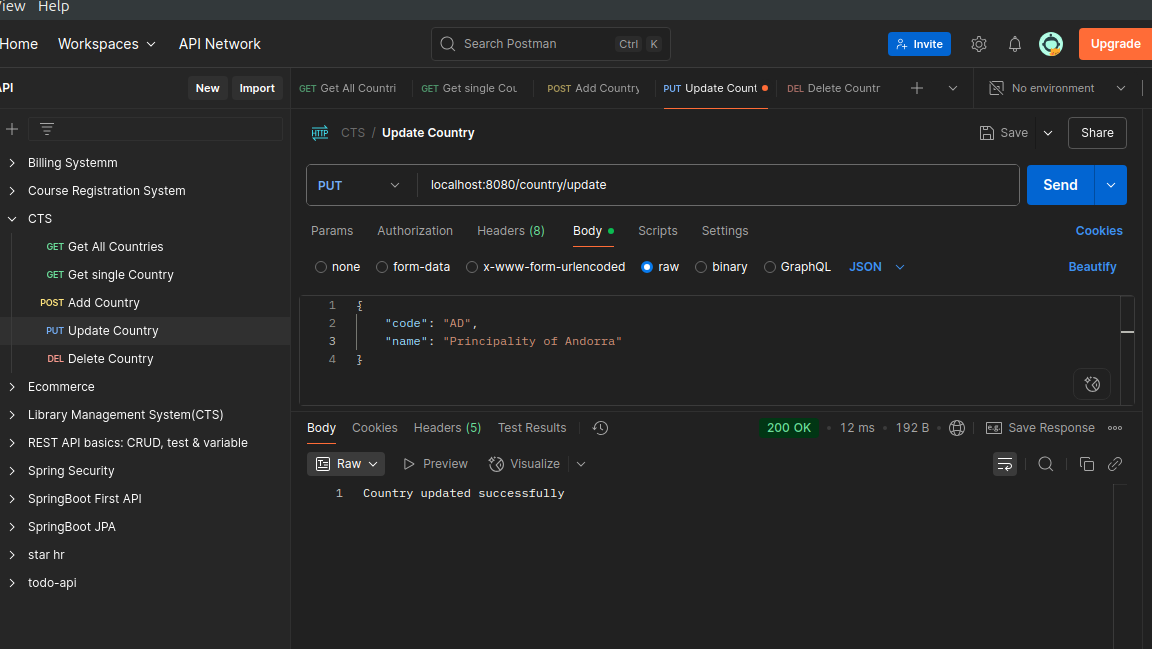 View Help
Home Workspaces API Network Search Postman Ctrl K Invite Upgrade
API New Import GET Get All Countri GET Get single Cou POST Add Country PUT Update Count DEL Delete Countr No environment
HTTP CTS / Update Country Save Share
PUT localhost:8080/country/update Send
Params Authorization Headers (8) Body Scripts Settings Cookies
none form-data x-www-form-urlencoded raw binary GraphQL JSON Beautify
1 {
2 "code": "AD",
3 "name": "Principality of Andorra"
4 }
Billing Systemm
Course Registration System
CTS
GET Get All Countries
GET Get single Country
POST Add Country
PUT Update Country
DEL Delete Country
Ecommerce
Library Management System(CTS)
REST API basics: CRUD, test & variable
Spring Security
SpringBoot First API
SpringBoot JPA
star hr
todo-api
Body Cookies Headers (5) Test Results 200 OK • 12 ms • 192 B • e.g. Save Response
Raw Preview Visualize
1 Country updated successfully